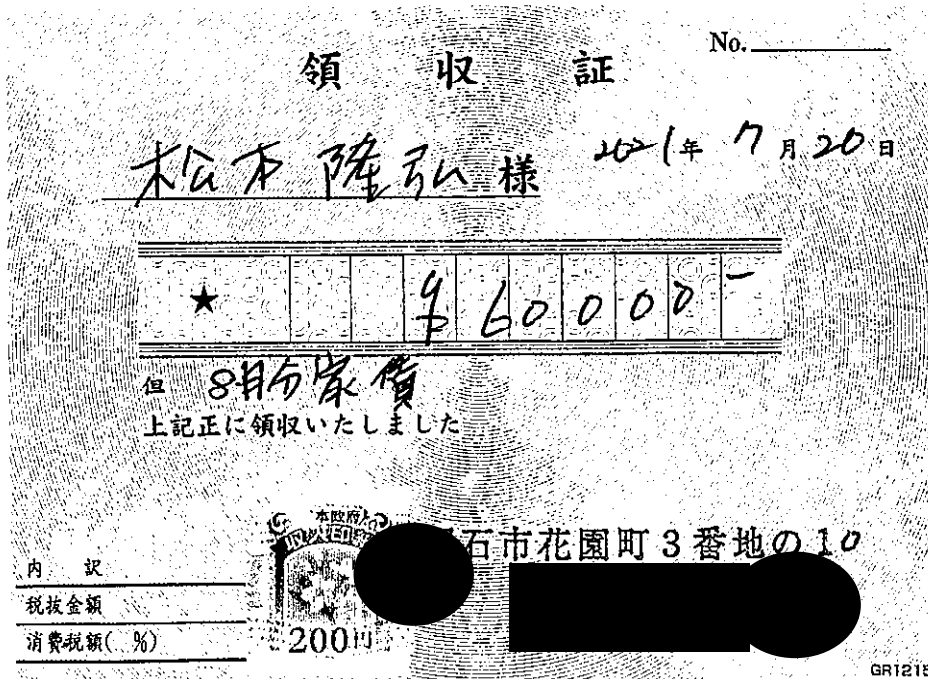 No.
領収証
松本隆弘様 2021年7月20日
★ ¥60000-
但 8月分家賃
上記正に領収いたしました
石市花園町3番地の10
内訳
税抜金額
消費税額( %)
200円
GR1215